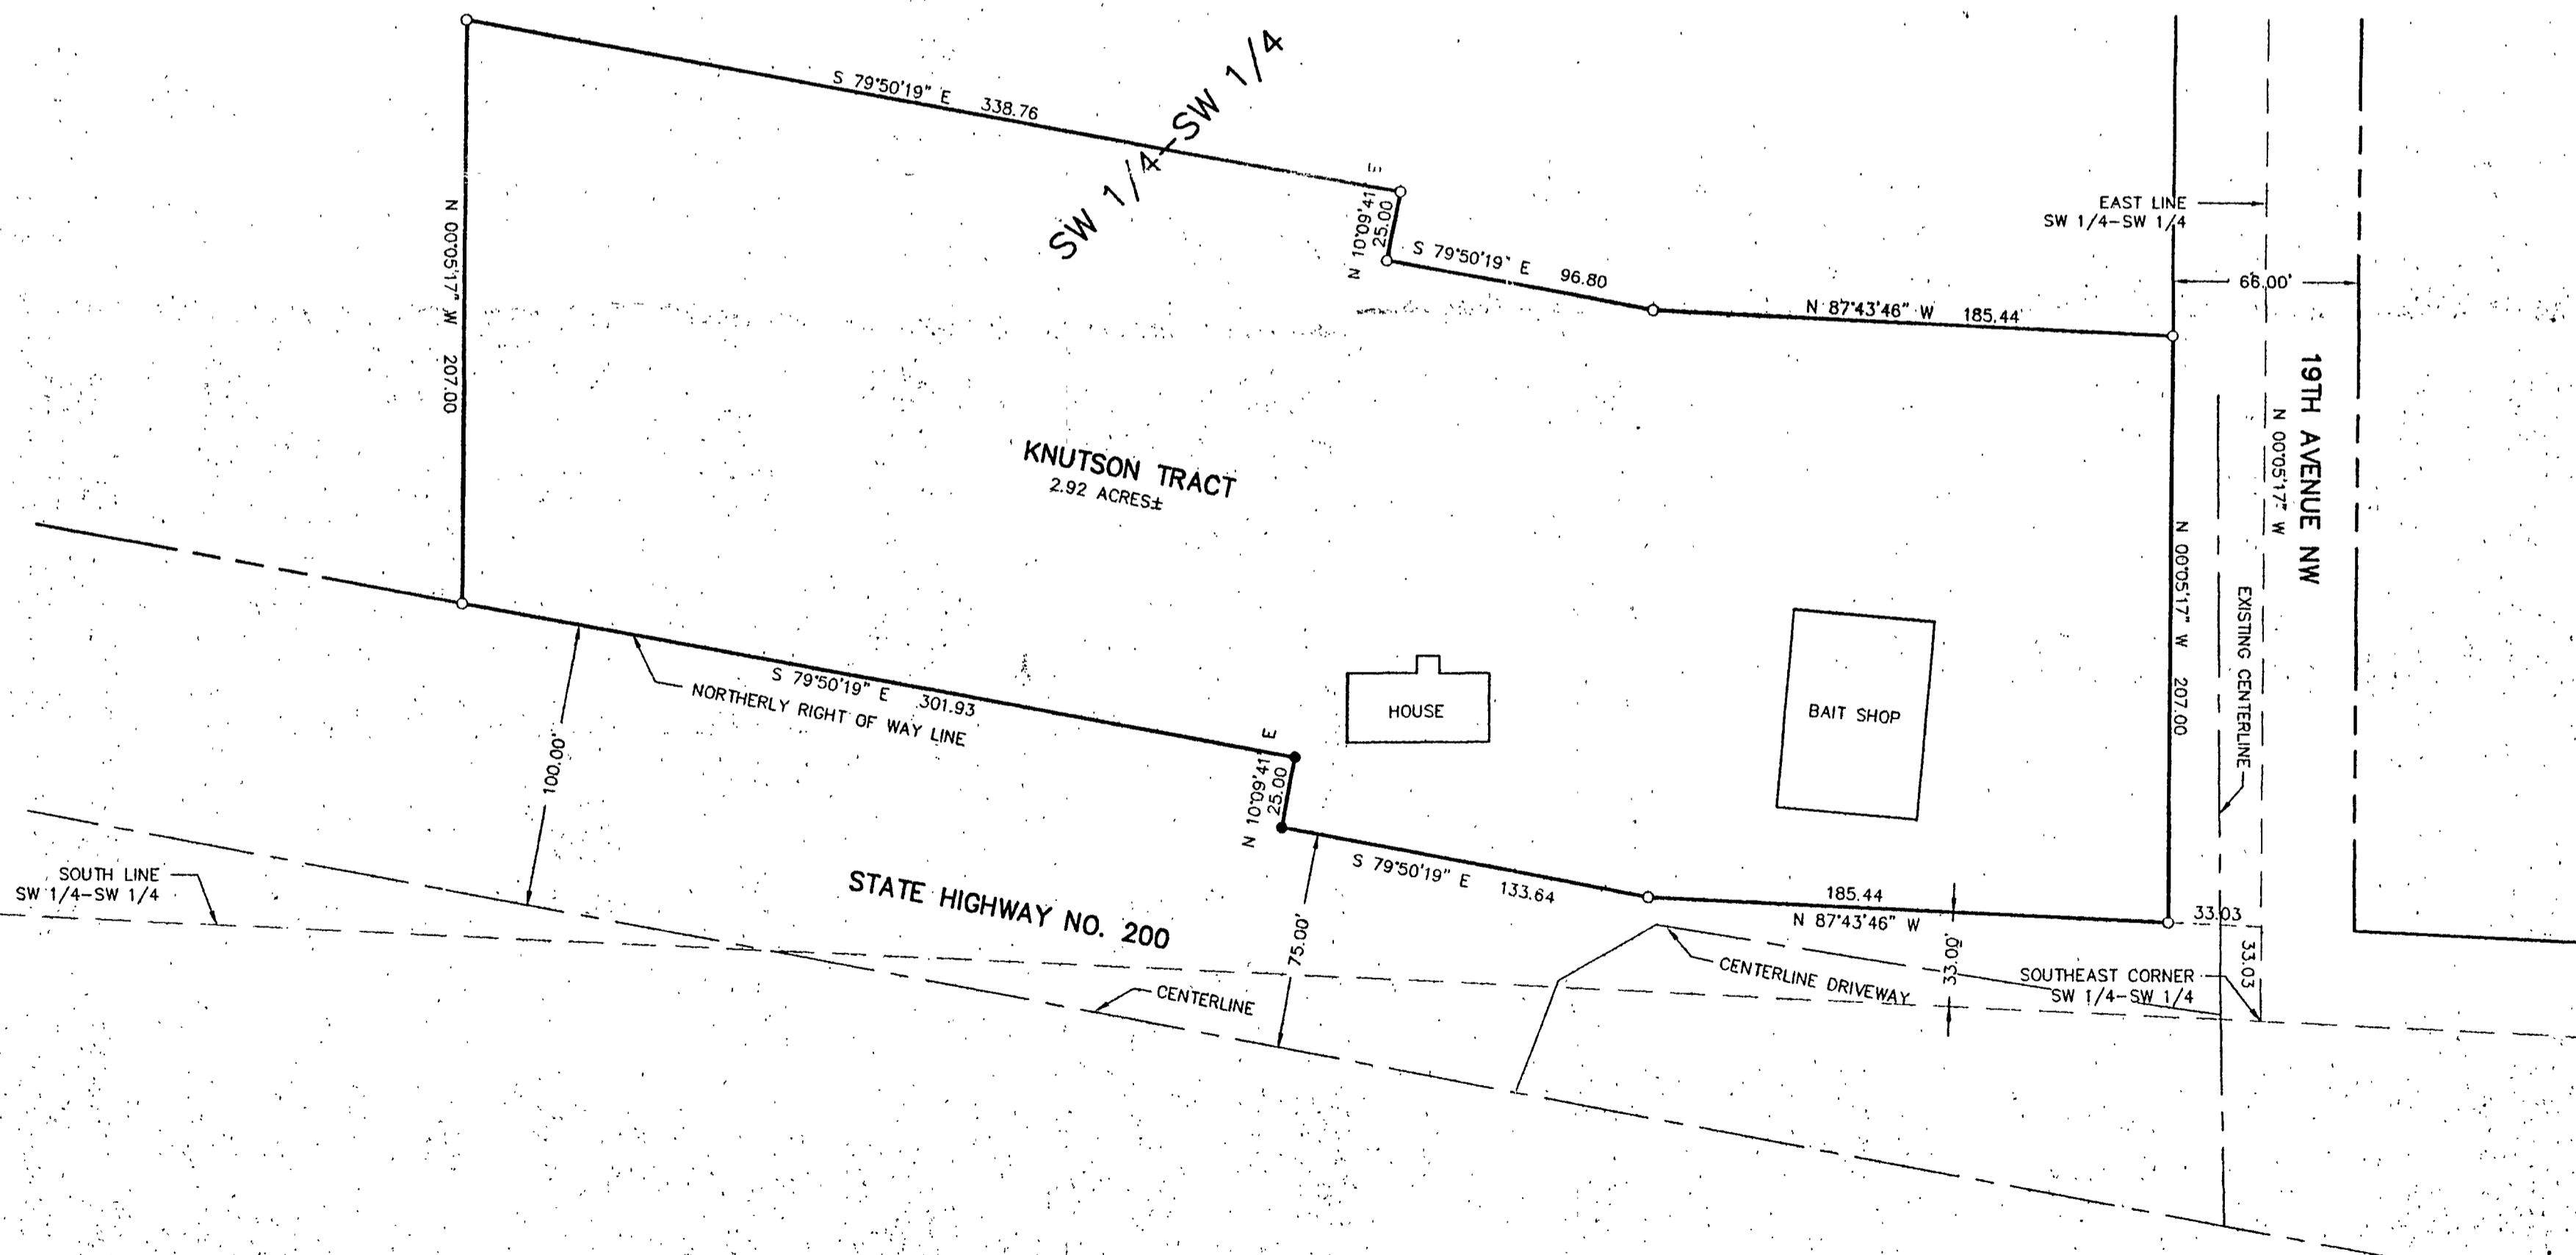 S 79°50'19" E 338.76
SW 1/4-SW 1/4
N 10°09'41" E
25.00
S 79°50'19" E 96.80
N 87°43'46" W 185.44
EAST LINE
SW 1/4-SW 1/4
66.00'
N 00°05'17" W 207.00
19TH AVENUE NW
N 00°05'17" W
KNUTSON TRACT
2.92 ACRES±
N 00°05'17" W 207.00
EXISTING CENTERLINE
S 79°50'19" E 301.93
NORTHERLY RIGHT OF WAY LINE
100.00'
HOUSE
BAIT SHOP
N 10°09'41" E
25.00
SOUTH LINE
SW 1/4-SW 1/4
STATE HIGHWAY NO. 200
S 79°50'19" E 133.64
185.44
N 87°43'46" W
33.03
33.03
75.00'
33.00'
CENTERLINE DRIVEWAY
SOUTHEAST CORNER
SW 1/4-SW 1/4
CENTERLINE